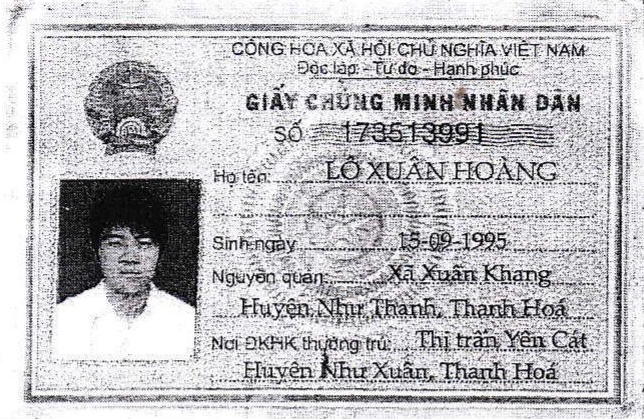 CỘNG HÒA XÃ HỘI CHỦ NGHĨA VIỆT NAM
Độc lập - Tự do - Hạnh phúc
GIẤY CHỨNG MINH NHÂN DÂN
SỐ 173513991
Họ tên: LÔ XUÂN HOÀNG
Sinh ngày 15-09-1995
Nguyên quán: Xã Xuân Khang
Huyện Như Thanh, Thanh Hoá
Nơi ĐKHK thường trú: Thị trấn Yên Cát
Huyện Như Xuân, Thanh Hoá